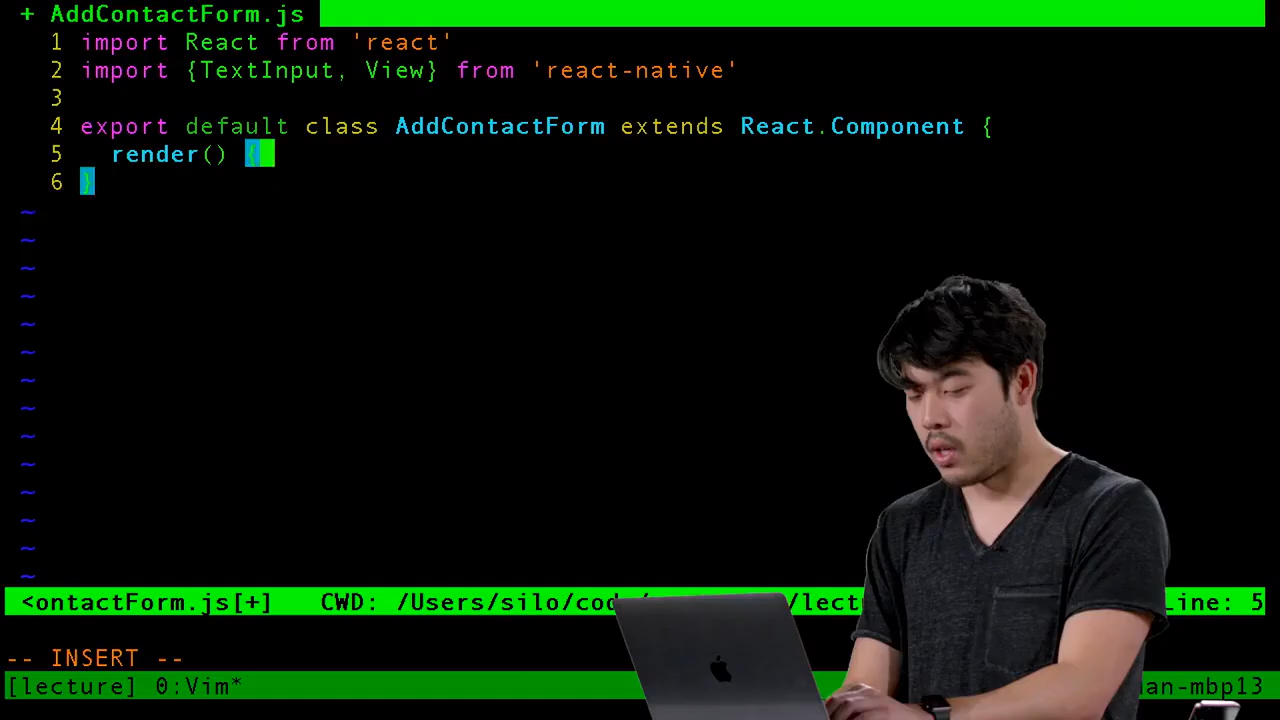 + AddContactForm.js
1 import React from 'react'
2 import {TextInput, View} from 'react-native'
3
4 export default class AddContactForm extends React.Component {
5   render() {
6 }
~
~
~
~
~
~
~
~
~
~
~
~
~
~
<ontactForm.js[+]   CWD: /Users/silo/cod /lect Line: 5
-- INSERT --
[lecture] 0:Vim* an-mbp13